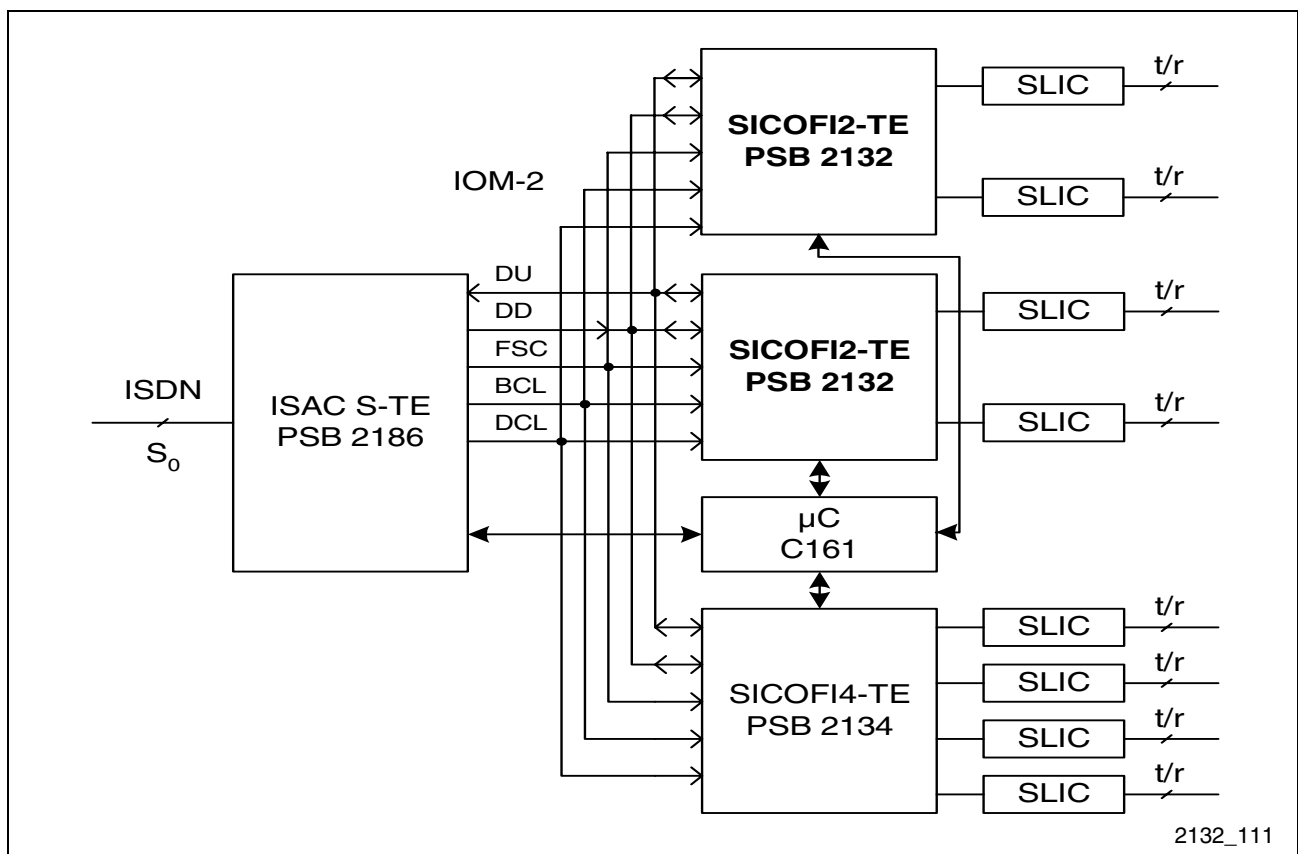 SICOFI2-TE
PSB 2132
SLIC
t/r
SLIC
t/r
IOM-2
ISDN
S0
ISAC S-TE
PSB 2186
DU
DD
FSC
BCL
DCL
SICOFI2-TE
PSB 2132
SLIC
t/r
SLIC
t/r
µC
C161
SICOFI4-TE
PSB 2134
SLIC
t/r
SLIC
t/r
SLIC
t/r
SLIC
t/r
2132_111